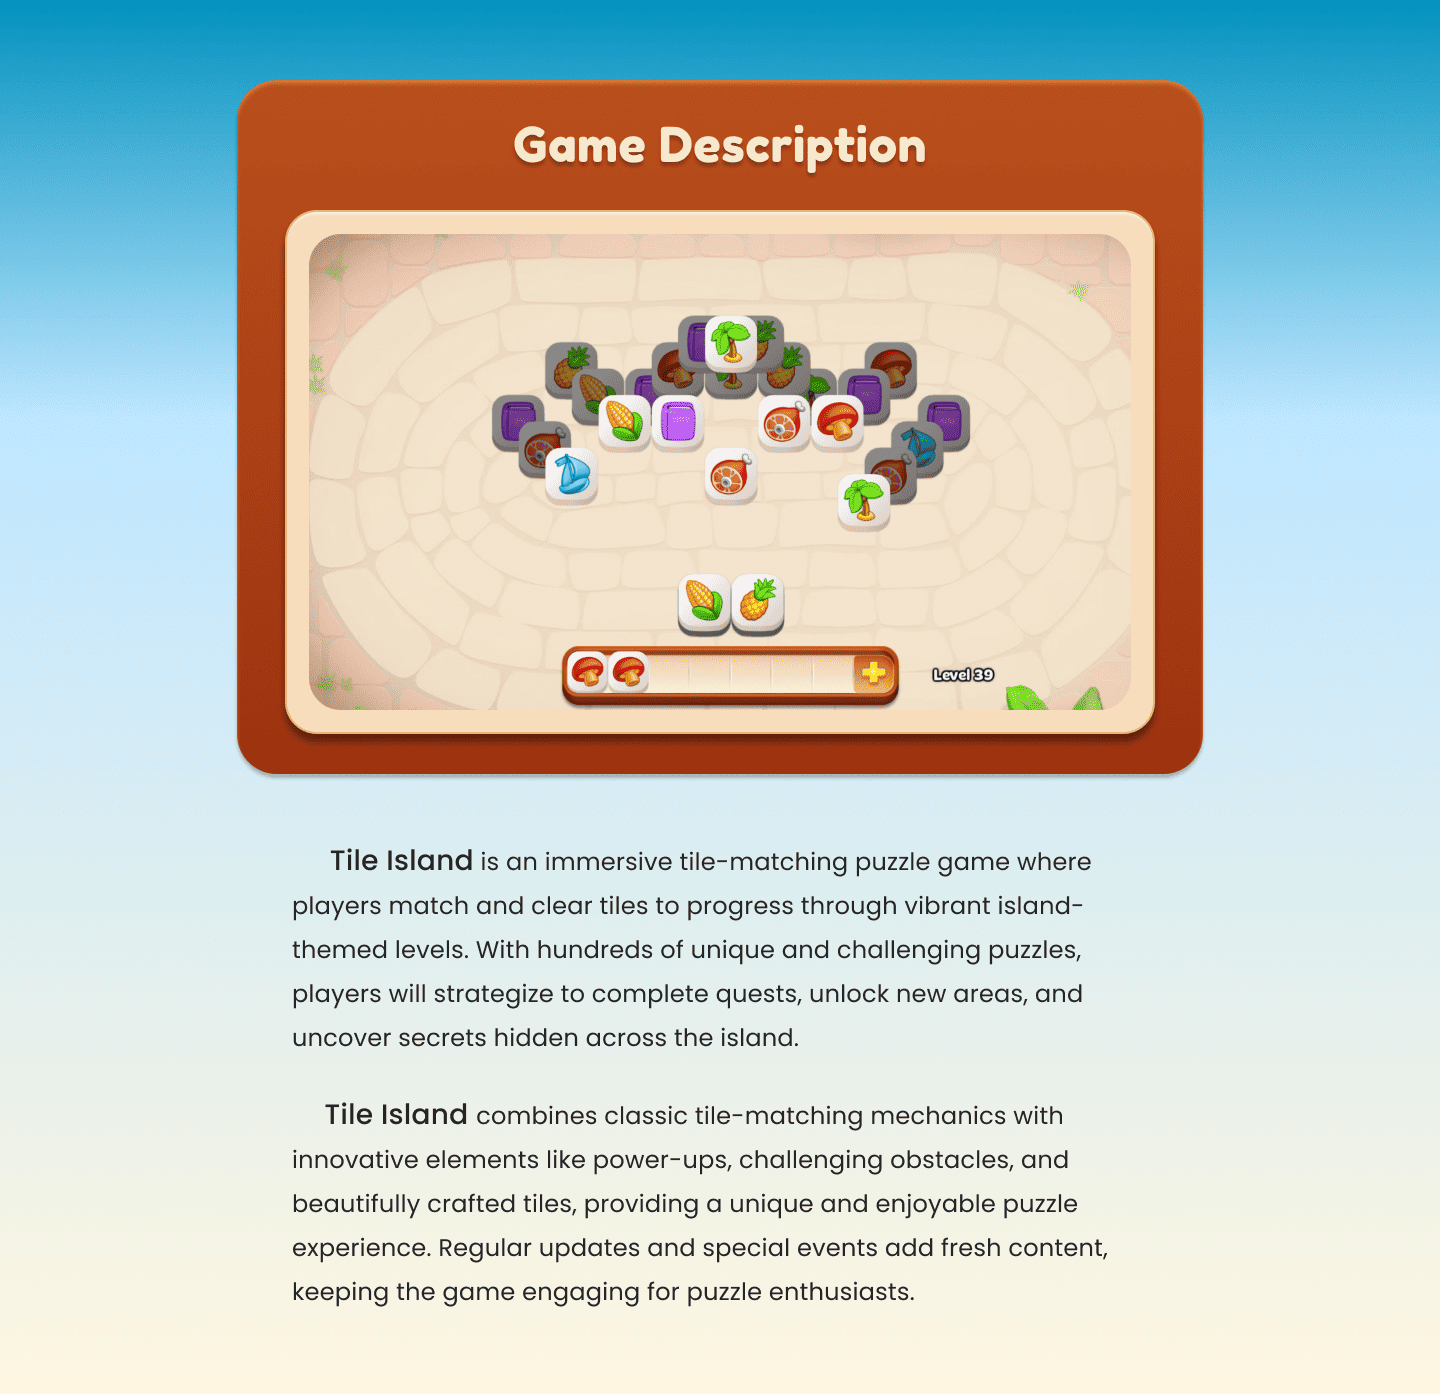 Game Description
Level 39
Tile Island is an immersive tile-matching puzzle game where
players match and clear tiles to progress through vibrant island-
themed levels. With hundreds of unique and challenging puzzles,
players will strategize to complete quests, unlock new areas, and
uncover secrets hidden across the island.
Tile Island combines classic tile-matching mechanics with
innovative elements like power-ups, challenging obstacles, and
beautifully crafted tiles, providing a unique and enjoyable puzzle
experience. Regular updates and special events add fresh content,
keeping the game engaging for puzzle enthusiasts.